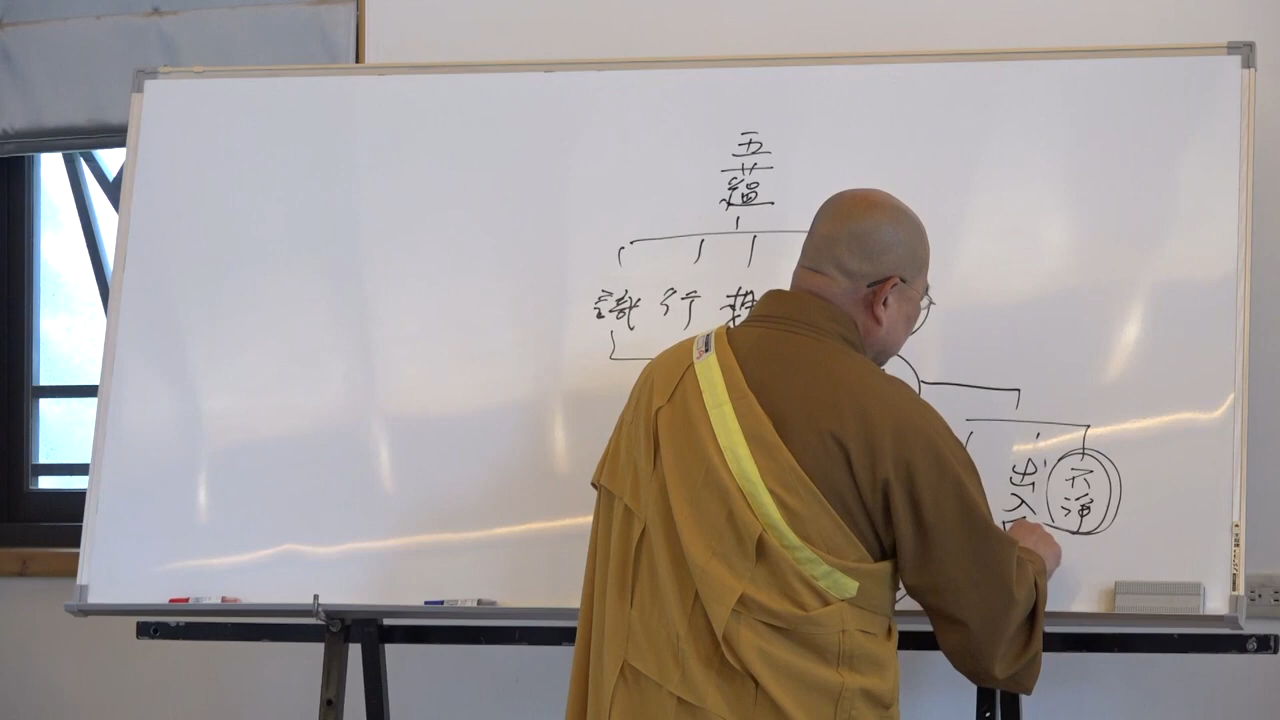 五
蘊
識 行 想
不淨
出入